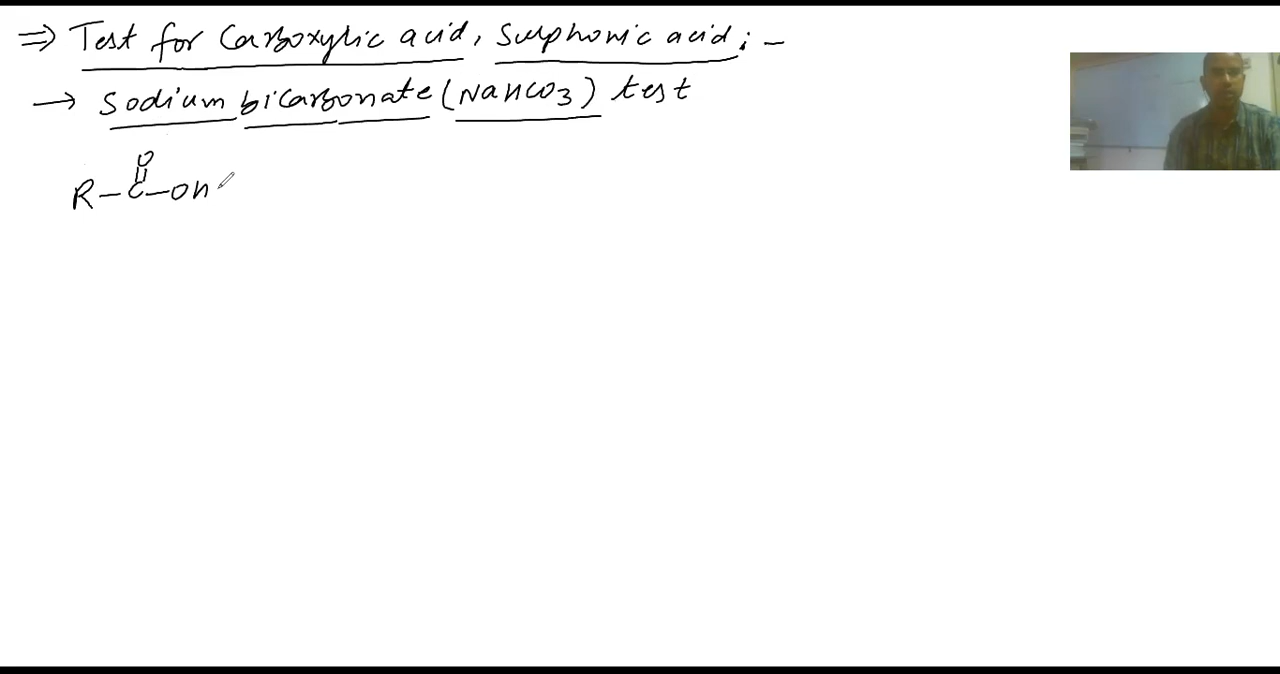 ⇒ Test for Carboxylic acid, Sulphonic acid; -
→ Sodium bicarbonate (NaHCO3) test
O
R-C-OH